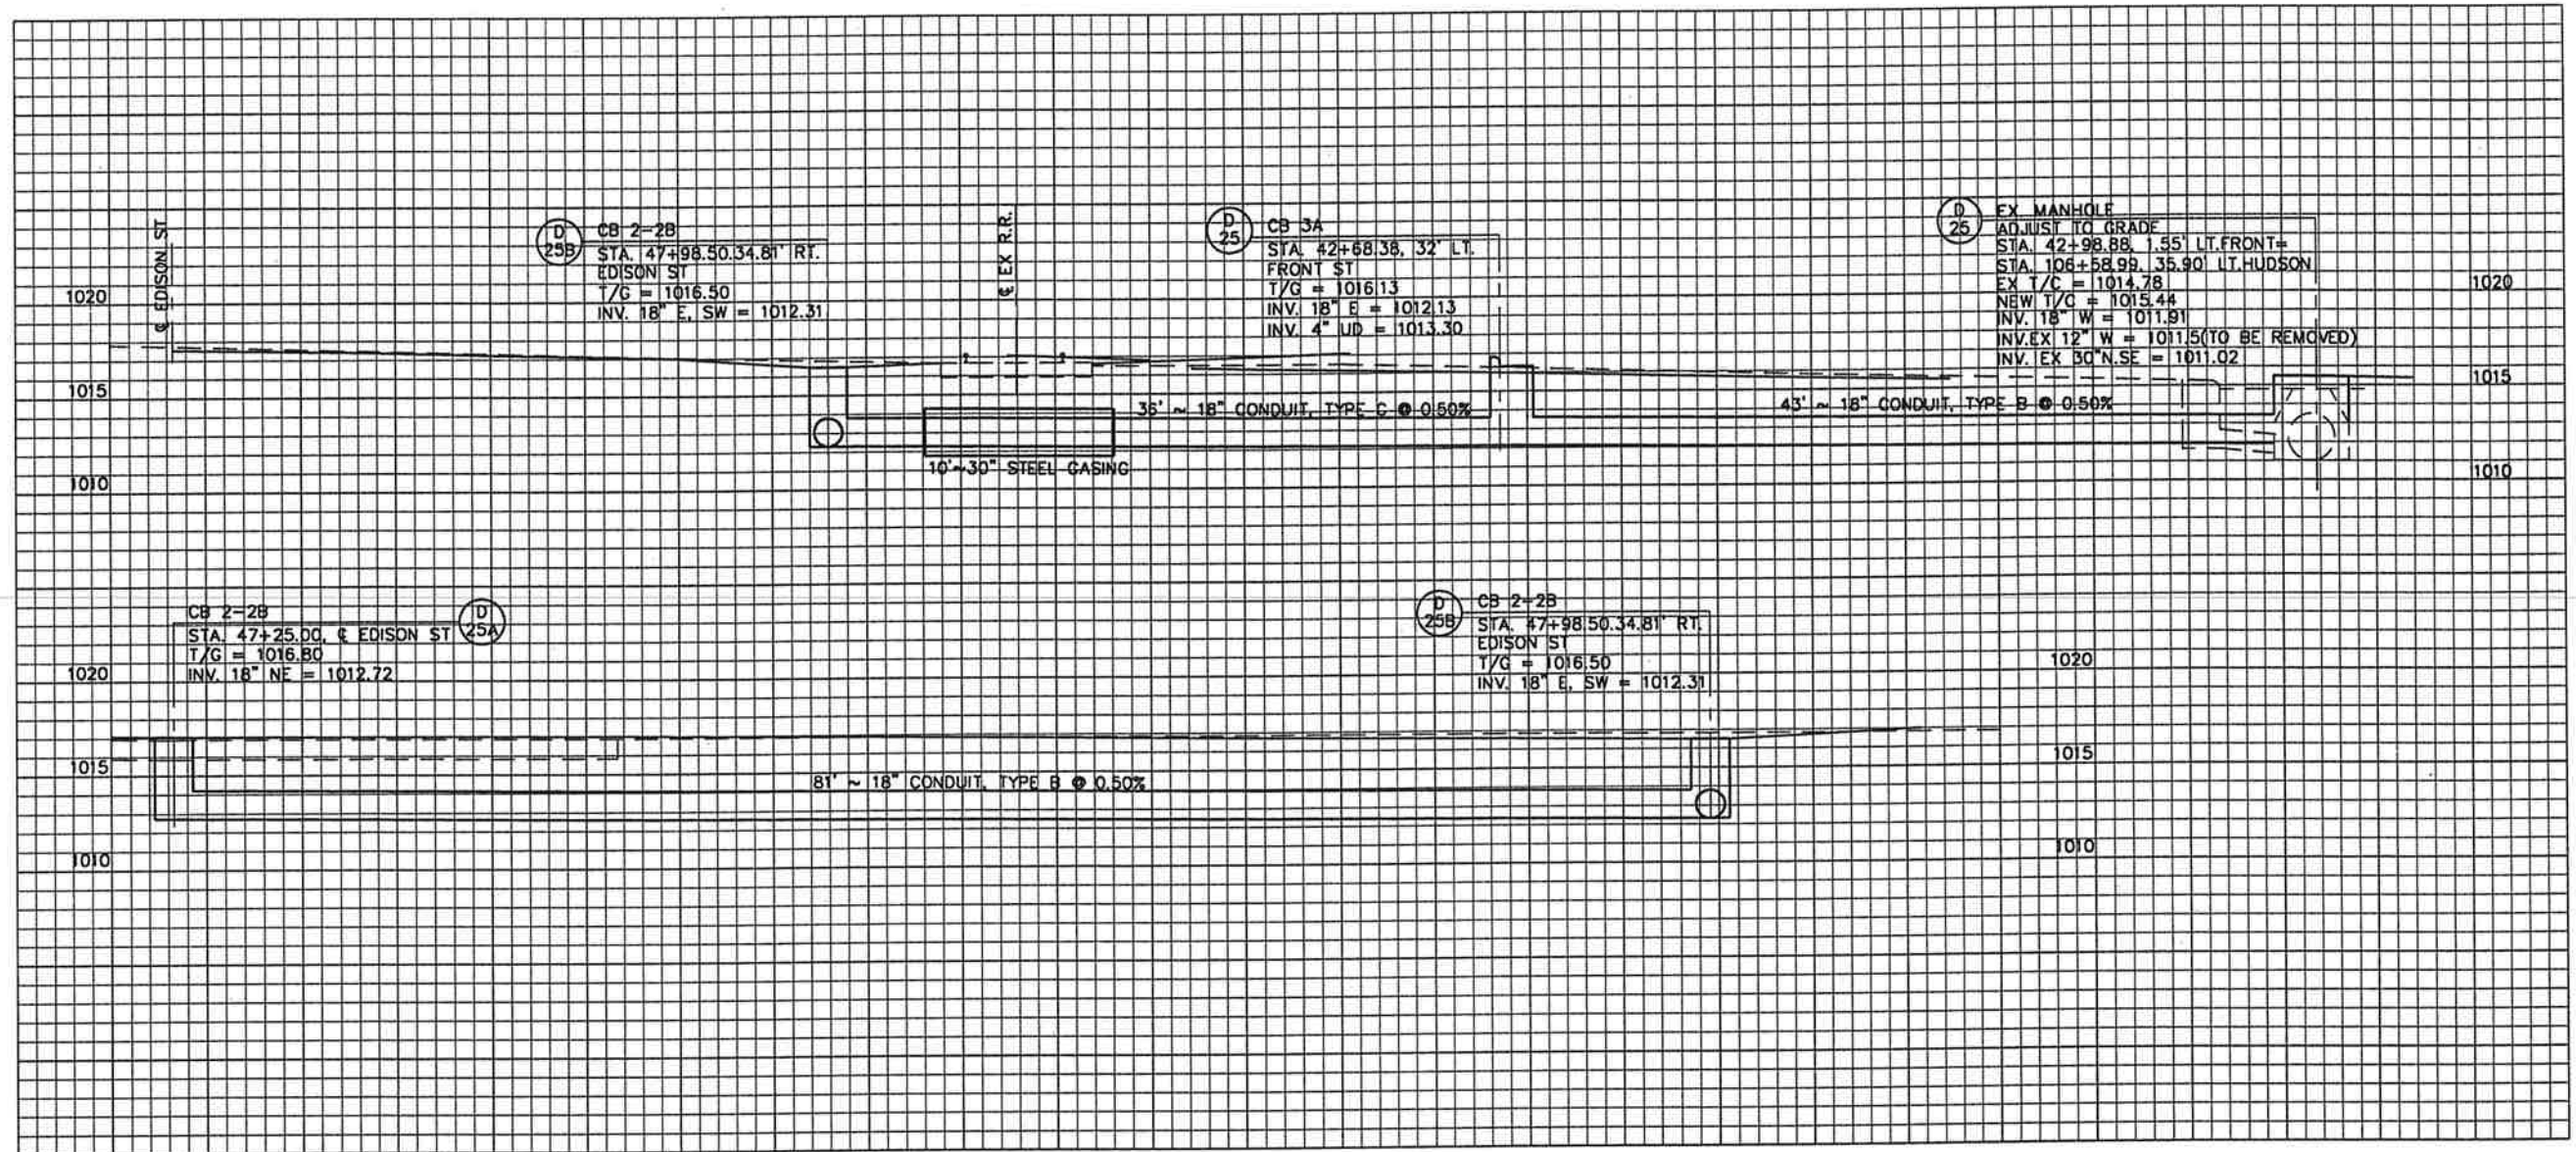 ℄ EDISON ST
D
25B
CB 2-2B
STA. 47+98.50.34.81' RT.
EDISON ST
T/G = 1016.50
INV. 18" E, SW = 1012.31
℄ EX R.R.
D
25
CB 3A
STA. 42+68.38, 32' LT.
FRONT ST
T/G = 1016.13
INV. 18" E = 1012.13
INV. 4" UD = 1013.30
D
25
EX MANHOLE
ADJUST TO GRADE
STA. 42+98.88, 1.55' LT.FRONT=
STA. 106+58.99, 35.90' LT.HUDSON
EX T/C = 1014.78
NEW T/C = 1015.44
INV. 18" W = 1011.91
INV.EX 12" W = 1011.5(TO BE REMOVED)
INV. EX 30"N.SE = 1011.02
1020
1020
1015
1015
36' ~ 18" CONDUIT, TYPE C @ 0.50%
43' ~ 18" CONDUIT, TYPE B @ 0.50%
10'~30" STEEL CASING
1010
1010
CB 2-2B
STA. 47+25.00, ℄ EDISON ST
T/G = 1016.80
INV. 18" NE = 1012.72
D
25A
D
25B
CB 2-2B
STA. 47+98.50.34.81' RT.
EDISON ST
T/G = 1016.50
INV. 18" E, SW = 1012.31
1020
1020
1015
1015
81' ~ 18" CONDUIT, TYPE B @ 0.50%
1010
1010